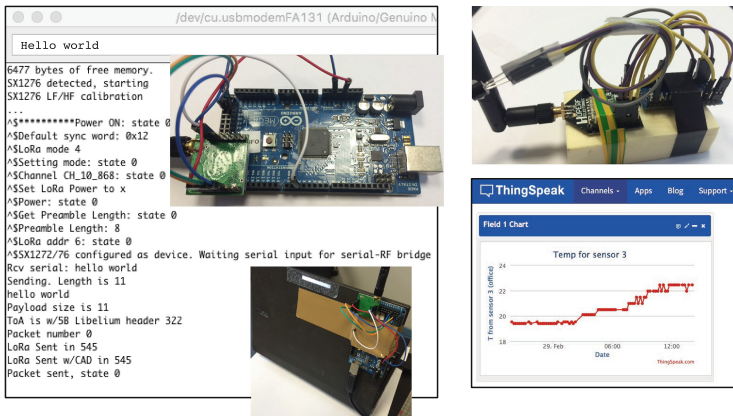 /dev/cu.usbmodemFA131 (Arduino/Genuino M
Hello world
6477 bytes of free memory.
SX1276 detected, starting
SX1276 LF/HF calibration
...
^$**********Power ON: state 0
^$Default sync word: 0x12
^$LoRa mode 4
^$Setting mode: state 0
^$Channel CH_10_868: state 0
^$Set LoRa Power to x
^$Power: state 0
^$Get Preamble Length: state 0
^$Preamble Length: 8
^$LoRa addr 6: state 0
^$SX1272/76 configured as device. Waiting serial input for serial-RF bridge
Rcv serial: hello world
Sending. Length is 11
hello world
Payload size is 11
ToA is w/5B Libelium header 322
Packet number 0
LoRa Sent in 545
LoRa Sent w/CAD in 545
Packet sent, state 0
ThingSpeak Channels Apps Blog Support
Field 1 Chart
Temp for sensor 3
T from sensor 3 (office)
24
22
20
18
29. Feb 06:00 12:00
Date
ThingSpeak.com